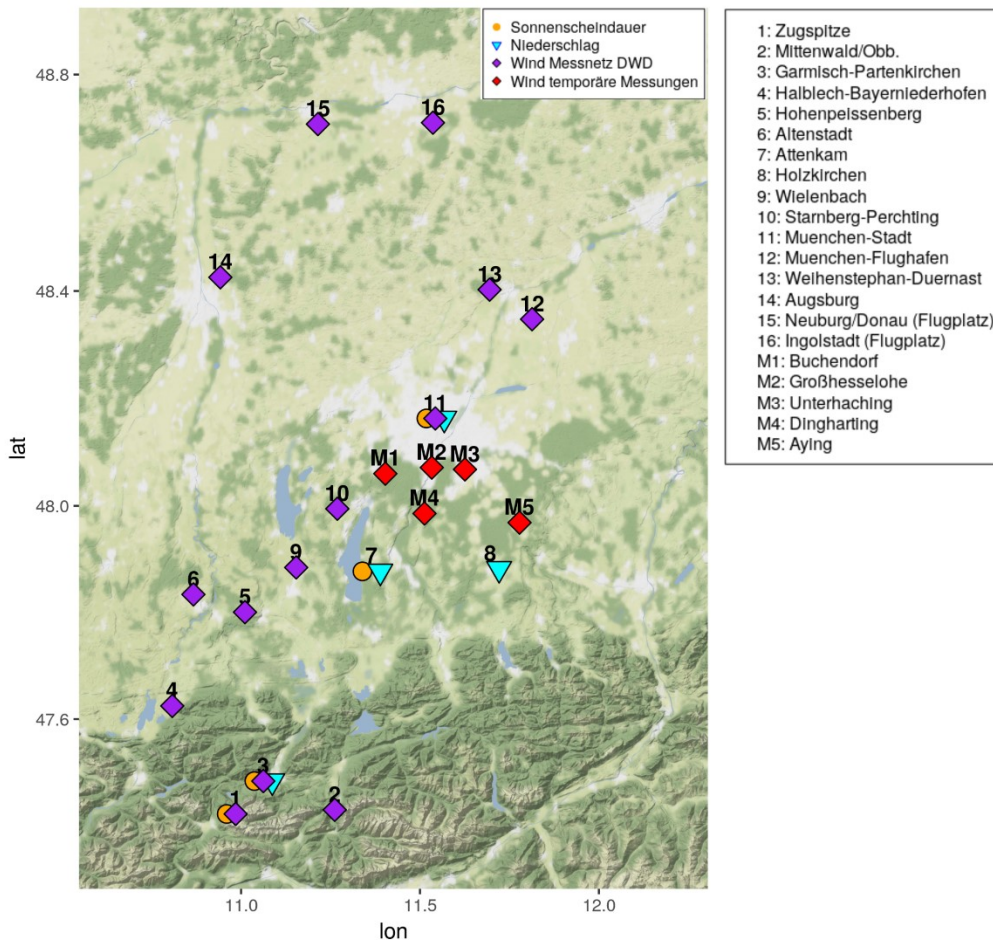 Sonnenscheindauer
Niederschlag
Wind Messnetz DWD
Wind temporäre Messungen
1: Zugspitze
2: Mittenwald/Obb.
3: Garmisch-Partenkirchen
4: Halblech-Bayerniederhofen
5: Hohenpeissenberg
6: Altenstadt
7: Attenkam
8: Holzkirchen
9: Wielenbach
10: Starnberg-Perchting
11: Muenchen-Stadt
12: Muenchen-Flughafen
13: Weihenstephan-Duernast
14: Augsburg
15: Neuburg/Donau (Flugplatz)
16: Ingolstadt (Flugplatz)
M1: Buchendorf
M2: Großhesselohe
M3: Unterhaching
M4: Dingharting
M5: Aying
48.8
15
16
14
13
48.4
12
11
lat
M1
M2
M3
10
48.0
M4
M5
9
7
8
6
5
4
47.6
3
1
2
11.0
11.5
12.0
lon